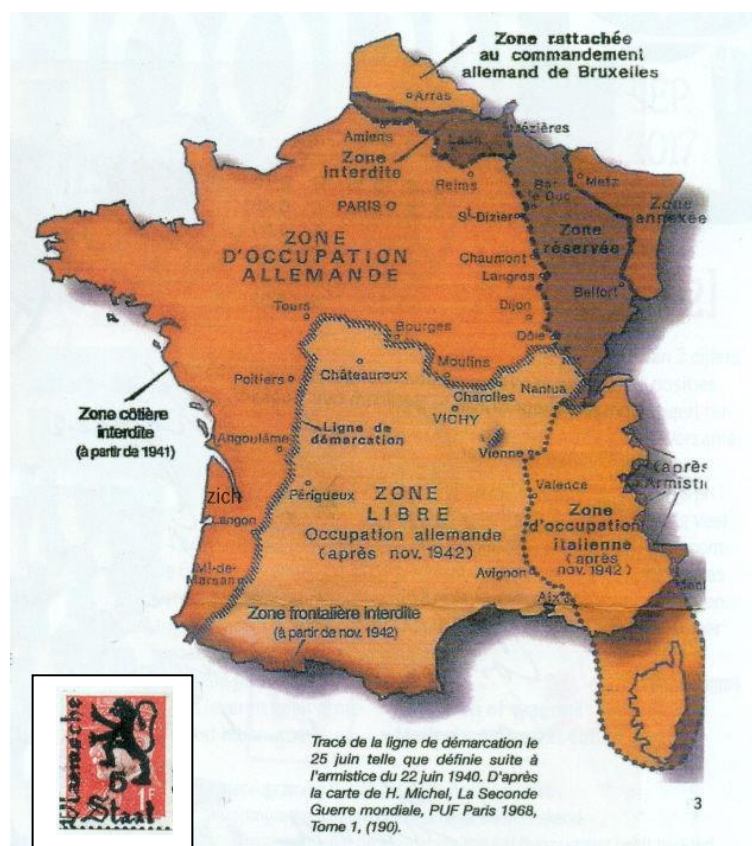 Zone rattachée
au commandement
allemand de Bruxelles
Arras
Amiens
Laon
Mézières
Zone
interdite
Reims
Bar
le Duc
Metz
Zone
annexée
PARIS
St-Dizier
ZONE
D'OCCUPATION
ALLEMANDE
Zone
réservée
Chaumont
Langres
Belfort
Dijon
Tours
Bourges
Dôle
Moulins
Châteauroux
Poitiers
Charolles
Nantua
VICHY
Zone côtière
interdite
(à partir de 1941)
Ligne de
démarcation
Angoulême
Vienne
(après
Armistic
zich
Périgueux
Valence
ZONE
LIBRE
Occupation allemande
(après nov. 1942)
Langon
Zone
d'occupation
italienne
(après
nov. 1942)
Mt-de-
Marsan
Avignon
Aix
Zone frontalière interdite
(à partir de nov. 1942)
Vlaamsche
Staat
1F
Tracé de la ligne de démarcation le
25 juin telle que définie suite à
l'armistice du 22 juin 1940. D'après
la carte de H. Michel, La Seconde
Guerre mondiale, PUF Paris 1968,
Tome 1, (190).
3